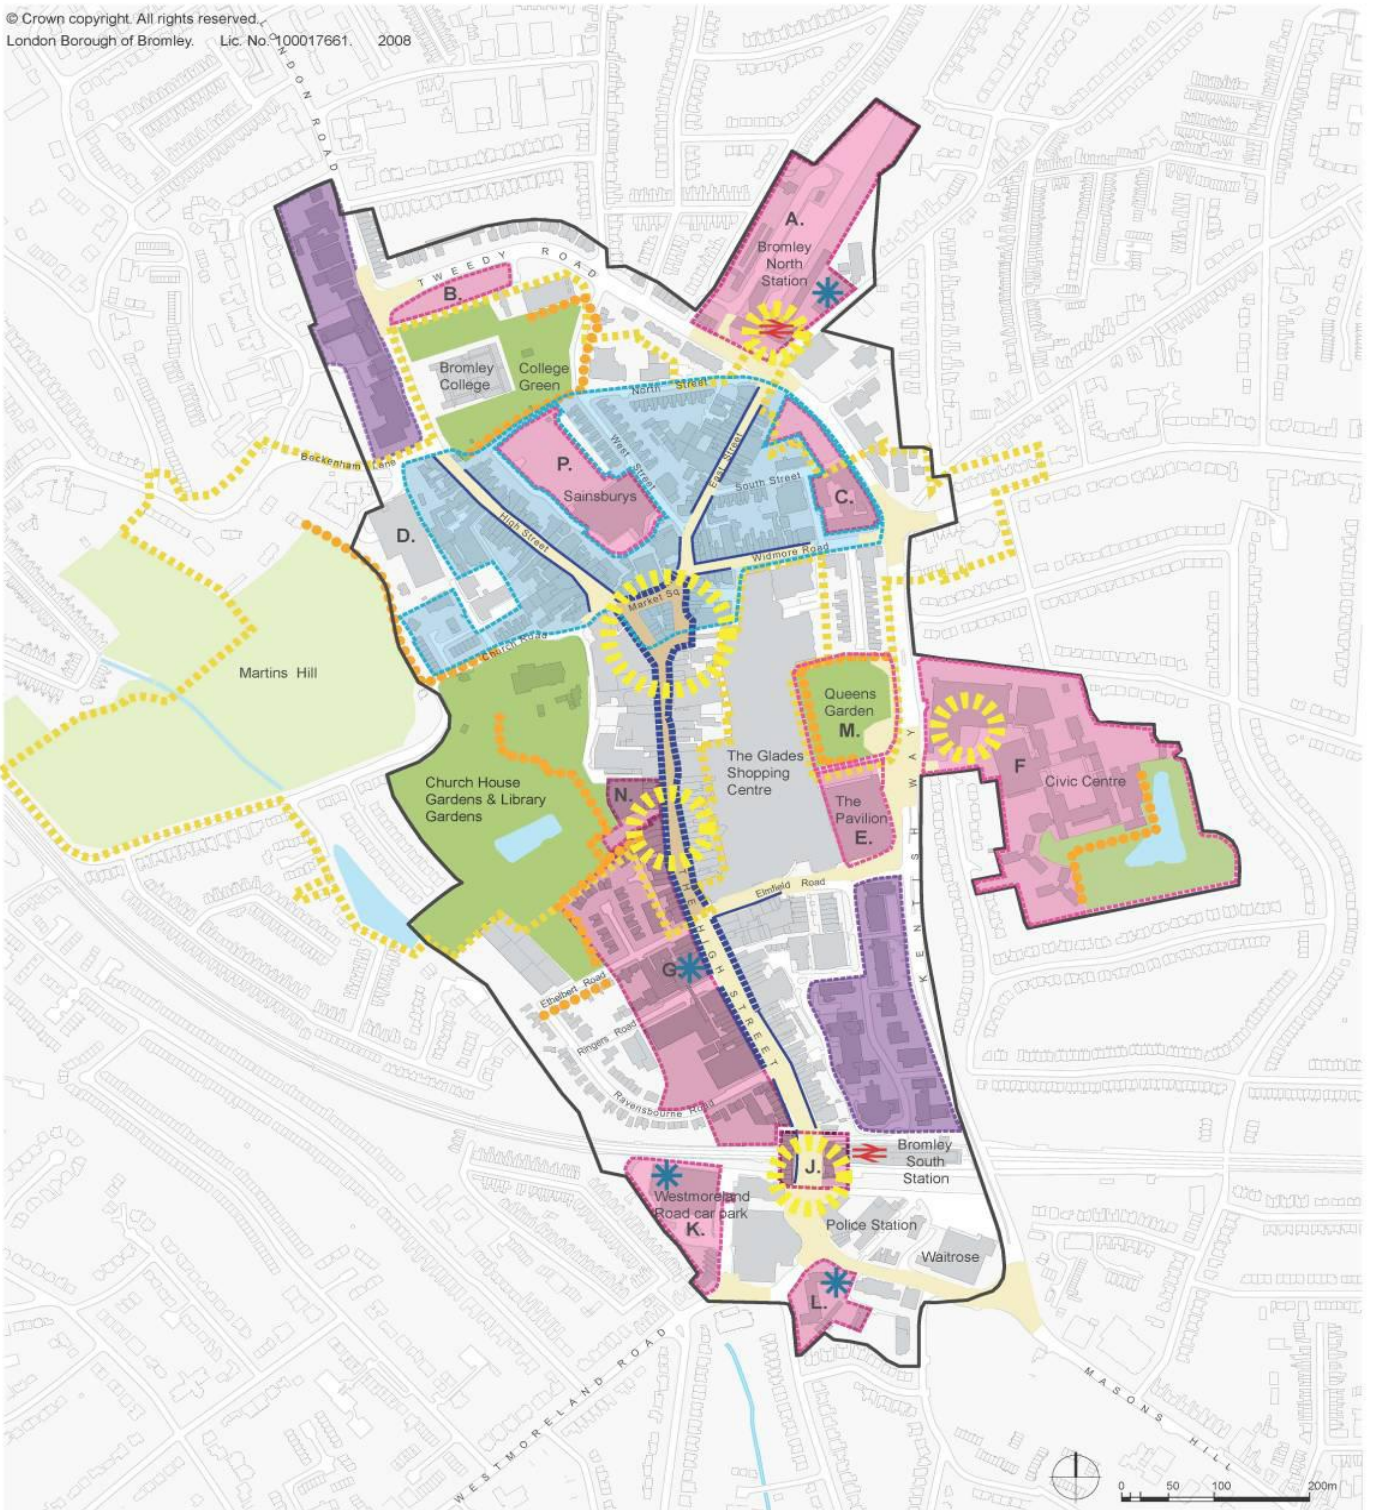 © Crown copyright. All rights reserved.
London Borough of Bromley. Lic. No. 100017661. 2008
LONDON ROAD
A.
Bromley
North
Station
TWEEDY ROAD
B.
Bromley
College
College
Green
North Street
West Street
East Street
South Street
P.
Sainsburys
C.
Beckenham Lane
D.
High Street
Widmore Road
Market Sq
Church Road
Martins Hill
Queens
Garden
M.
The Glades
Shopping
Centre
KENTISH WAY
F
Civic Centre
Church House
Gardens & Library
Gardens
N.
The
Pavilion
E.
Elmfield Road
THE HIGH STREET
G.
Ethelbert Road
Ringers Road
Ravensbourne Road
J.
Bromley
South
Station
Westmoreland
Road car park
K.
Police Station
Waitrose
L.
WESTMORELAND ROAD
MASONS HILL
0 50 100 200m